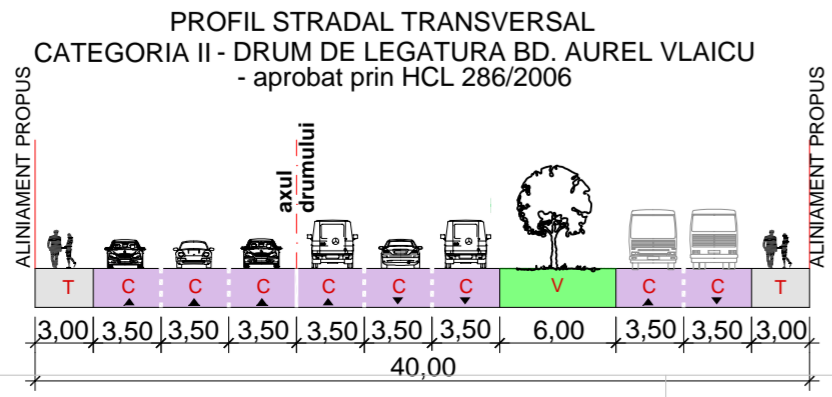 PROFIL STRADAL TRANSVERSAL
CATEGORIA II - DRUM DE LEGATURA BD. AUREL VLAICU
- aprobat prin HCL 286/2006
ALINIAMENT PROPUS
axul
drumului
ALINIAMENT PROPUS
T C C C C C C V C C T
3,00 3,50 3,50 3,50 3,50 3,50 3,50 6,00 3,50 3,50 3,00
40,00